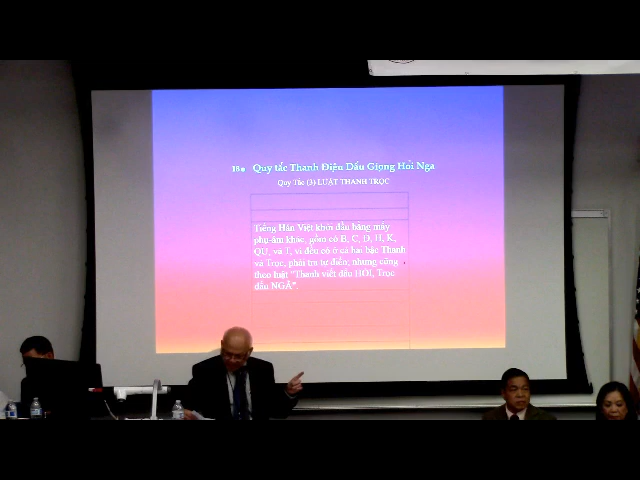 18● Quy tắc Thanh Điệu Dấu Giọng Hỏi Ngã
Quy Tắc (3) LUẬT THANH TRỌC
Tiếng Hán Việt khởi đầu bằng mấy
phụ-âm khác, gồm có B, C, D, H, K,
QU, và T, vì đều có ở cả hai bậc Thanh
và Trọc, phải tra tự điển, nhưng cũng
theo luật "Thanh viết dấu HỎI, Trọc
dấu NGÃ".